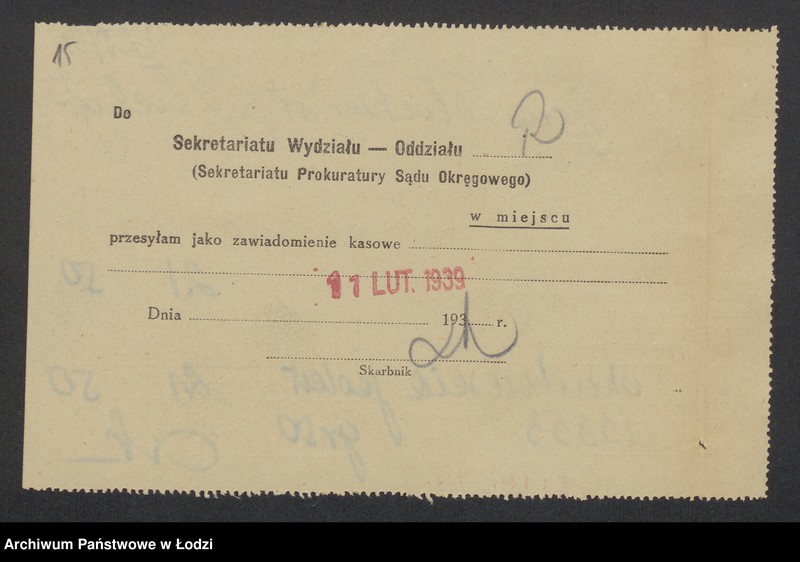 15
Do
Sekretariatu Wydziału — Oddziału R
(Sekretariatu Prokuratury Sądu Okręgowego)
w miejscu
przesyłam jako zawiadomienie kasowe
11 LUT. 1939
Dnia 193 r.
Skarbnik
Archiwum Państwowe w Łodzi